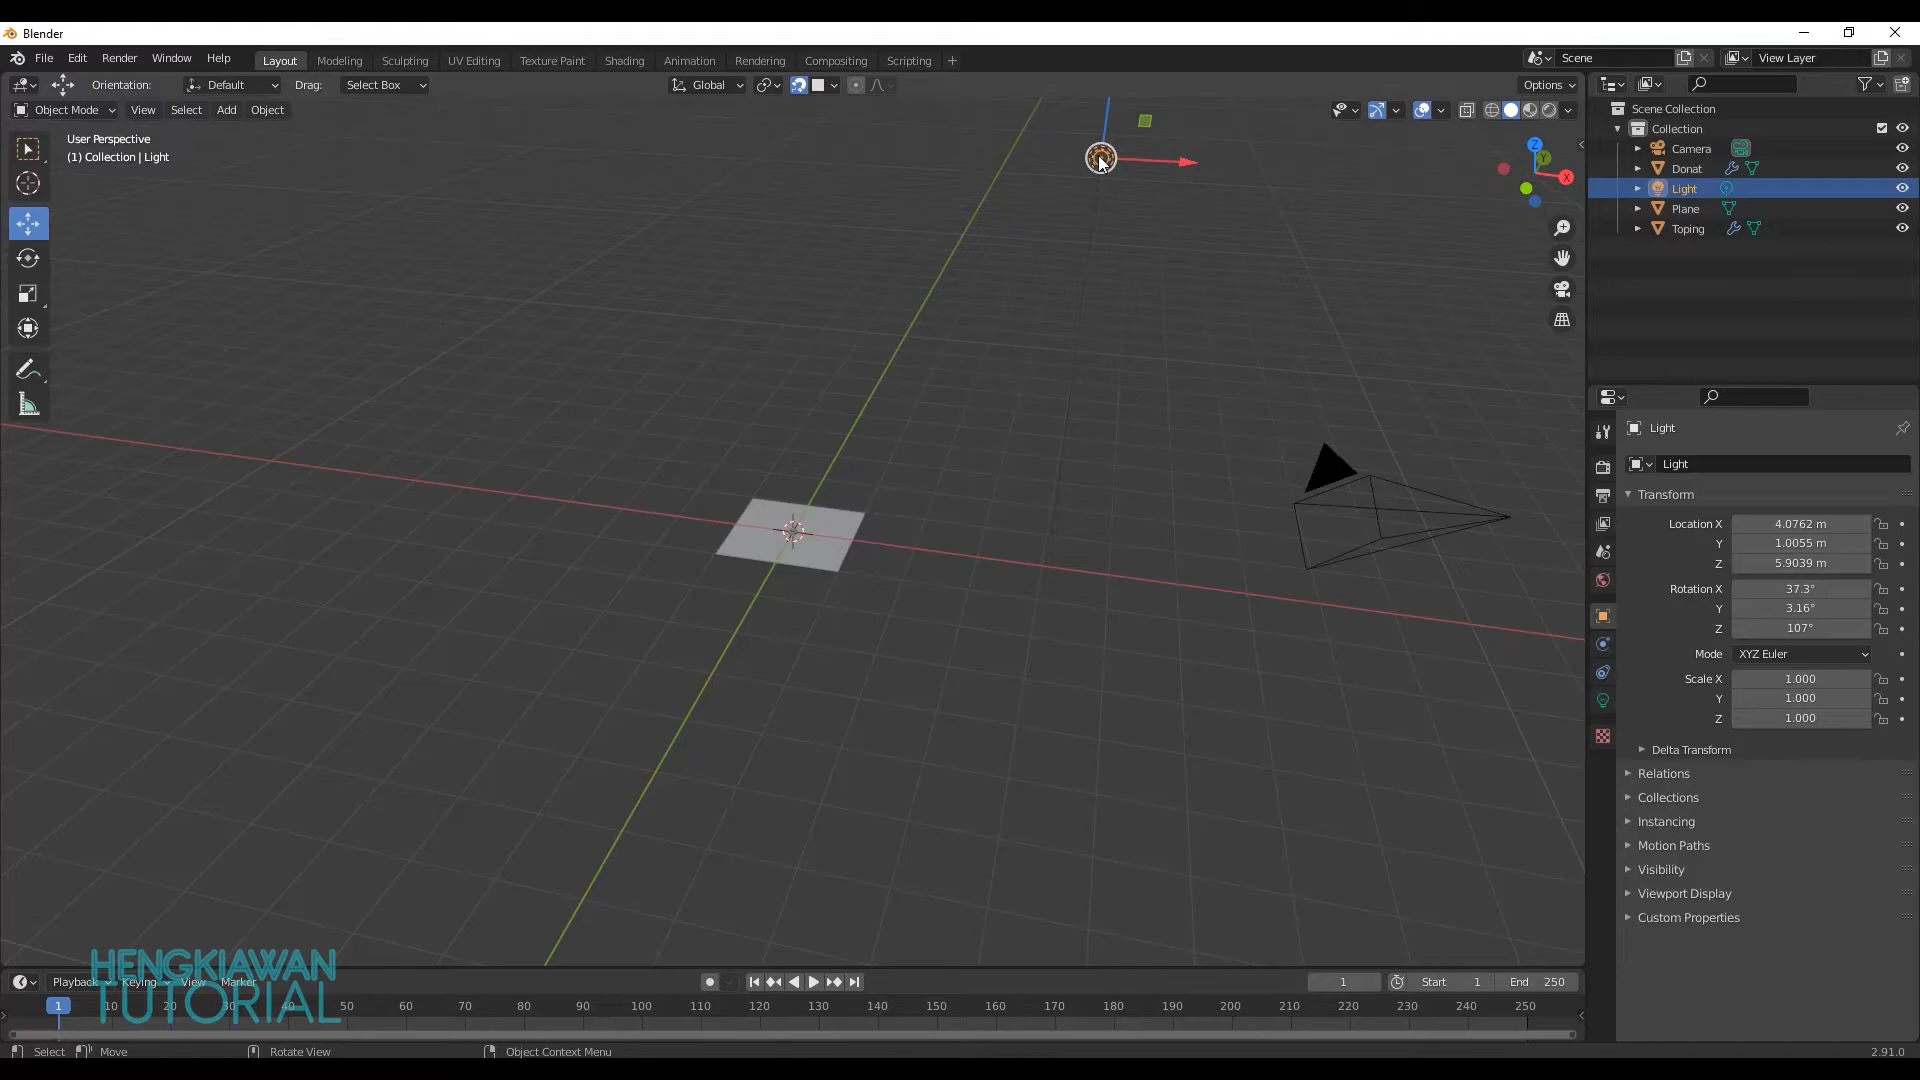 Blender
File Edit Render Window Help Layout Modeling Sculpting UV Editing Texture Paint Shading Animation Rendering Compositing Scripting + Scene View Layer
Orientation: Default Drag: Select Box Global Options
Object Mode View Select Add Object
User Perspective
(1) Collection | Light
Z
Y
X
Scene Collection
Collection
Camera
Donat
Light
Plane
Toping
Light
Light
Transform
Location X 4.0762 m
Y 1.0055 m
Z 5.9039 m
Rotation X 37.3°
Y 3.16°
Z 107°
Mode XYZ Euler
Scale X 1.000
Y 1.000
Z 1.000
Delta Transform
Relations
Collections
Instancing
Motion Paths
Visibility
Viewport Display
Custom Properties
HENGKIAWAN
TUTORIAL
Playback Keying View Marker 1 Start 1 End 250
1 10 20 30 40 50 60 70 80 90 100 110 120 130 140 150 160 170 180 190 200 210 220 230 240 250
Select Move Rotate View Object Context Menu 2.91.0